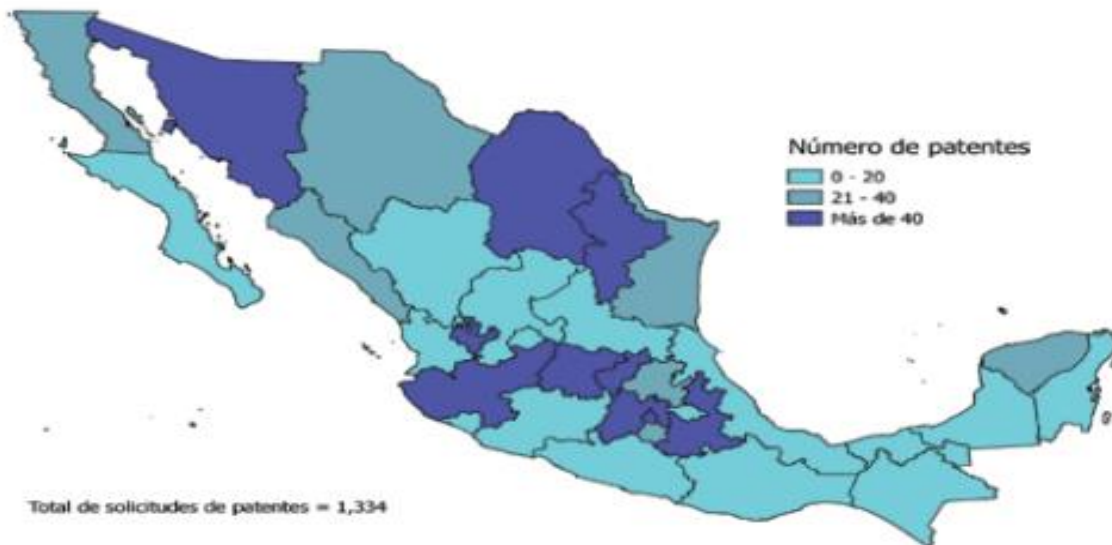 Número de patentes
0 - 20
21 - 40
Más de 40
Total de solicitudes de patentes = 1,334